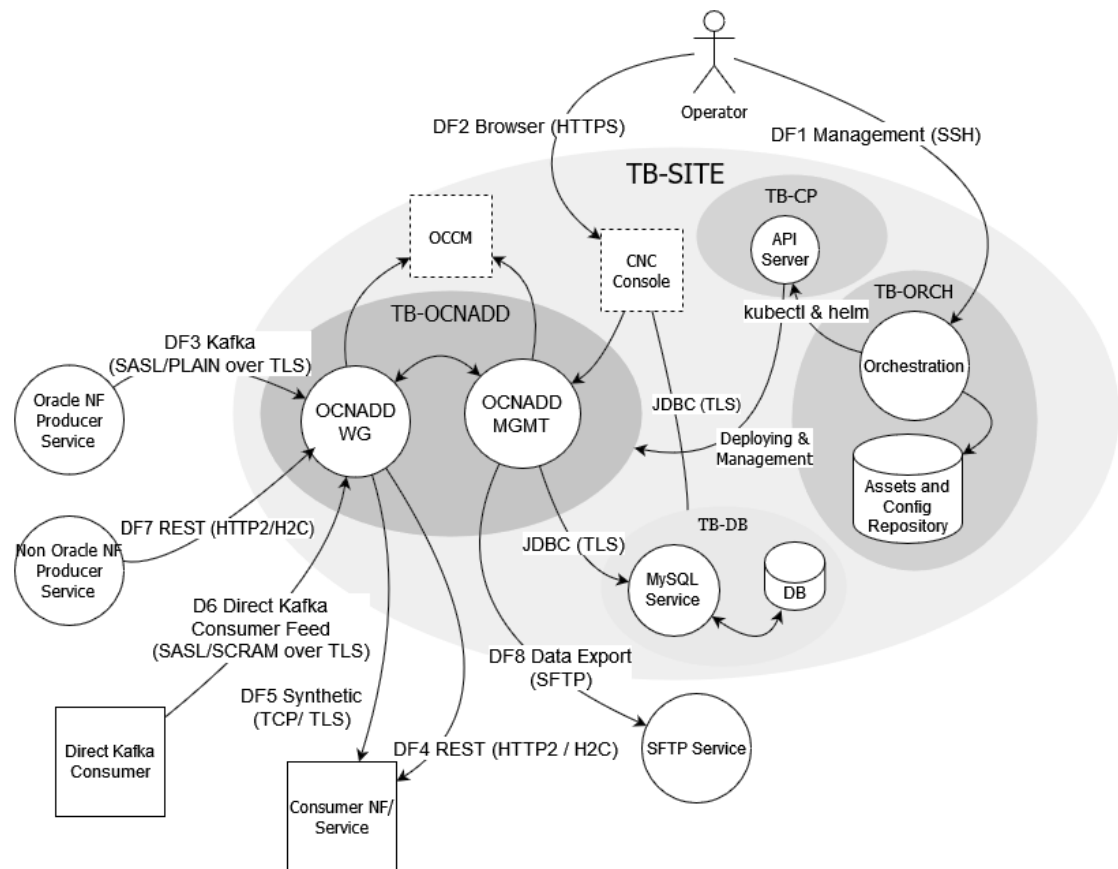 Operator
DF2 Browser (HTTPS)
DF1 Management (SSH)
TB-SITE
TB-CP
API
Server
OCCM
CNC
Console
TB-ORCH
kubectl & helm
Orchestration
TB-OCNADD
DF3 Kafka
(SASL/PLAIN over TLS)
Oracle NF
Producer
Service
OCNADD
WG
OCNADD
MGMT
JDBC (TLS)
Deploying &
Management
Assets and
Config
Repository
DF7 REST (HTTP2/H2C)
Non Oracle NF
Producer
Service
TB-DB
JDBC (TLS)
MySQL
Service
DB
D6 Direct Kafka
Consumer Feed
(SASL/SCRAM over TLS)
DF8 Data Export
(SFTP)
DF5 Synthetic
(TCP/ TLS)
Direct Kafka
Consumer
DF4 REST (HTTP2 / H2C)
SFTP Service
Consumer NF/
Service